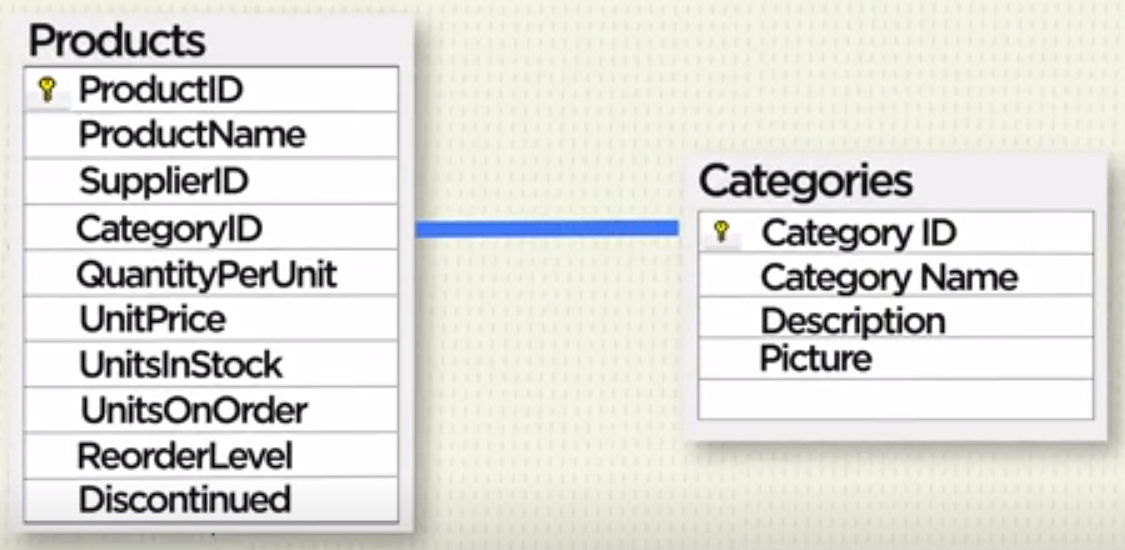 Products
ProductID
ProductName
SupplierID
CategoryID
QuantityPerUnit
UnitPrice
UnitsInStock
UnitsOnOrder
ReorderLevel
Discontinued
Categories
Category ID
Category Name
Description
Picture